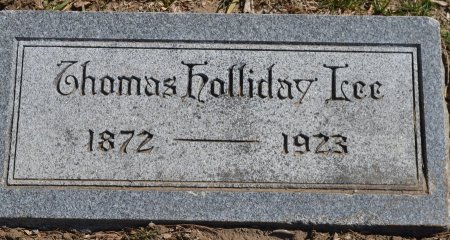 Thomas Holliday Lee
1872 — 1923